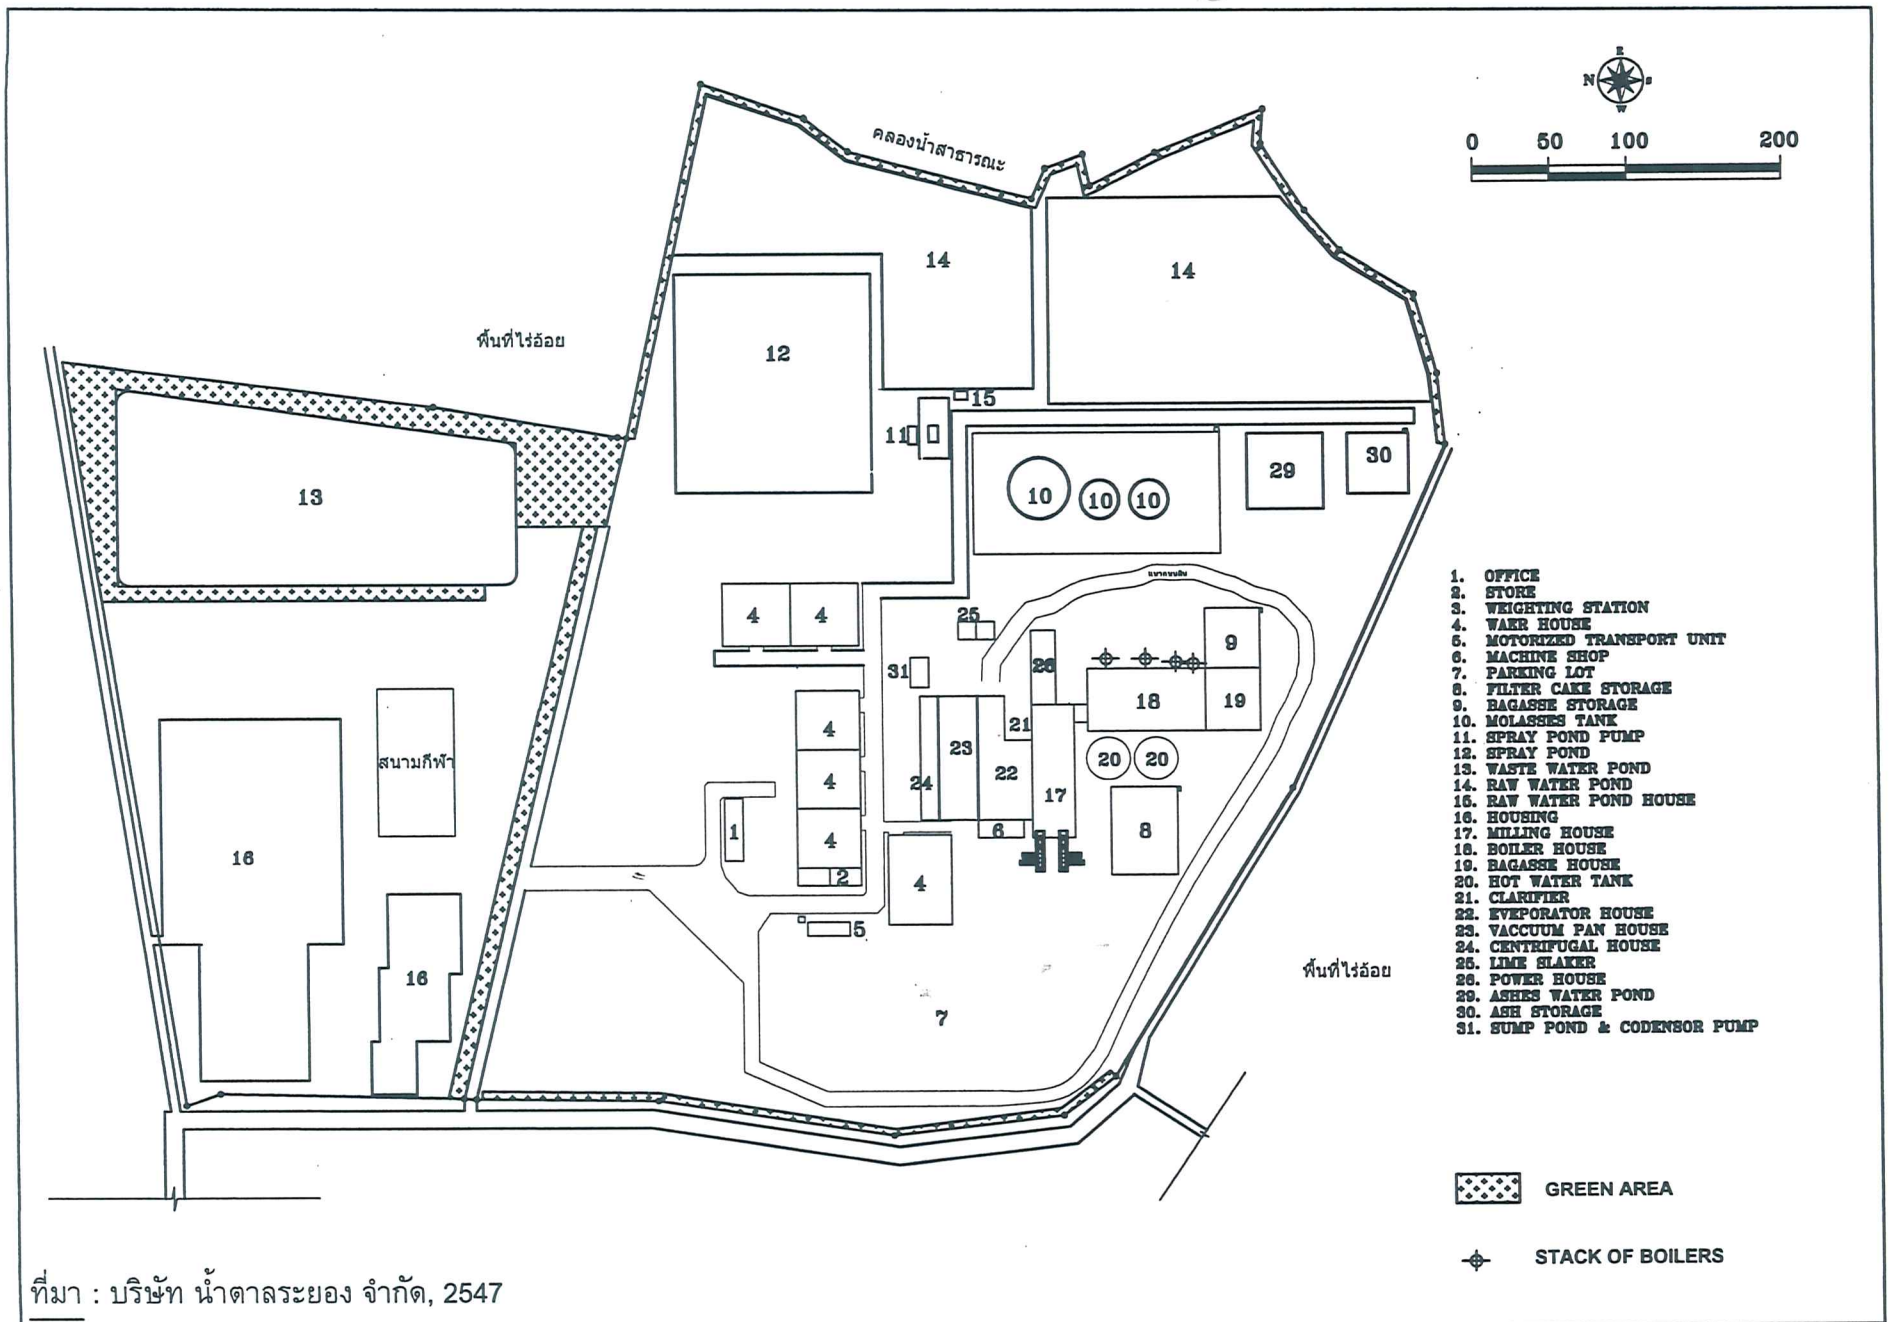 E
N S
W
0 50 100 200
คลองน้ำสาธารณะ
14
14
พื้นที่ไร่อ้อย
12
15
11
13
10
10
10
29
30
แนวถนนดิน
4
4
25
9
31
26
18
19
4
21
23
22
20
20
สนามกีฬา
24
17
4
1
6
8
4
16
2
4
5
16
7
พื้นที่ไร่อ้อย
1. OFFICE
2. STORE
3. WEIGHTING STATION
4. WAER HOUSE
5. MOTORIZED TRANSPORT UNIT
6. MACHINE SHOP
7. PARKING LOT
8. FILTER CAKE STORAGE
9. BAGASSE STORAGE
10. MOLASSES TANK
11. SPRAY POND PUMP
12. SPRAY POND
13. WASTE WATER POND
14. RAW WATER POND
15. RAW WATER POND HOUSE
16. HOUSING
17. MILLING HOUSE
18. BOILER HOUSE
19. BAGASSE HOUSE
20. HOT WATER TANK
21. CLARIFIER
22. EVEPORATOR HOUSE
23. VACCUUM PAN HOUSE
24. CENTRIFUGAL HOUSE
25. LIME SLAKER
26. POWER HOUSE
29. ASHES WATER POND
30. ASH STORAGE
31. SUMP POND & CODENSOR PUMP
GREEN AREA
STACK OF BOILERS
ที่มา : บริษัท น้ำตาลระยอง จำกัด, 2547